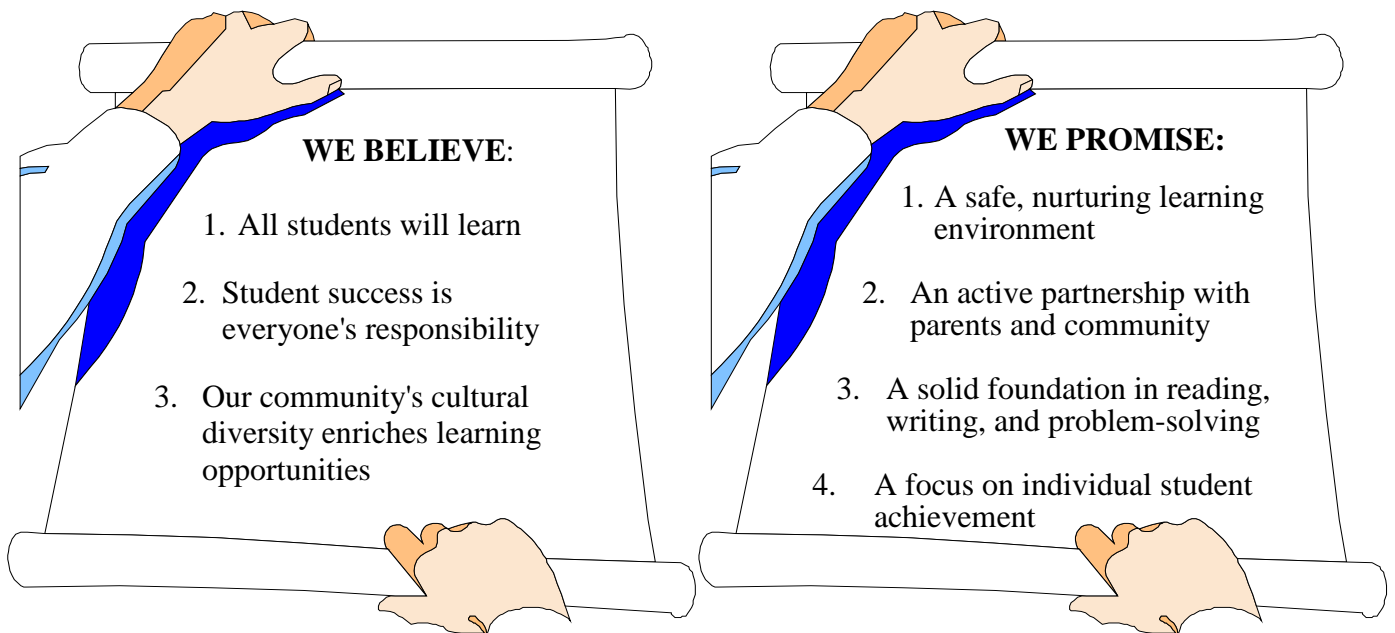 WE BELIEVE:
1. All students will learn
2. Student success is
everyone's responsibility
3. Our community's cultural
diversity enriches learning
opportunities
WE PROMISE:
1. A safe, nurturing learning
environment
2. An active partnership with
parents and community
3. A solid foundation in reading,
writing, and problem-solving
4. A focus on individual student
achievement